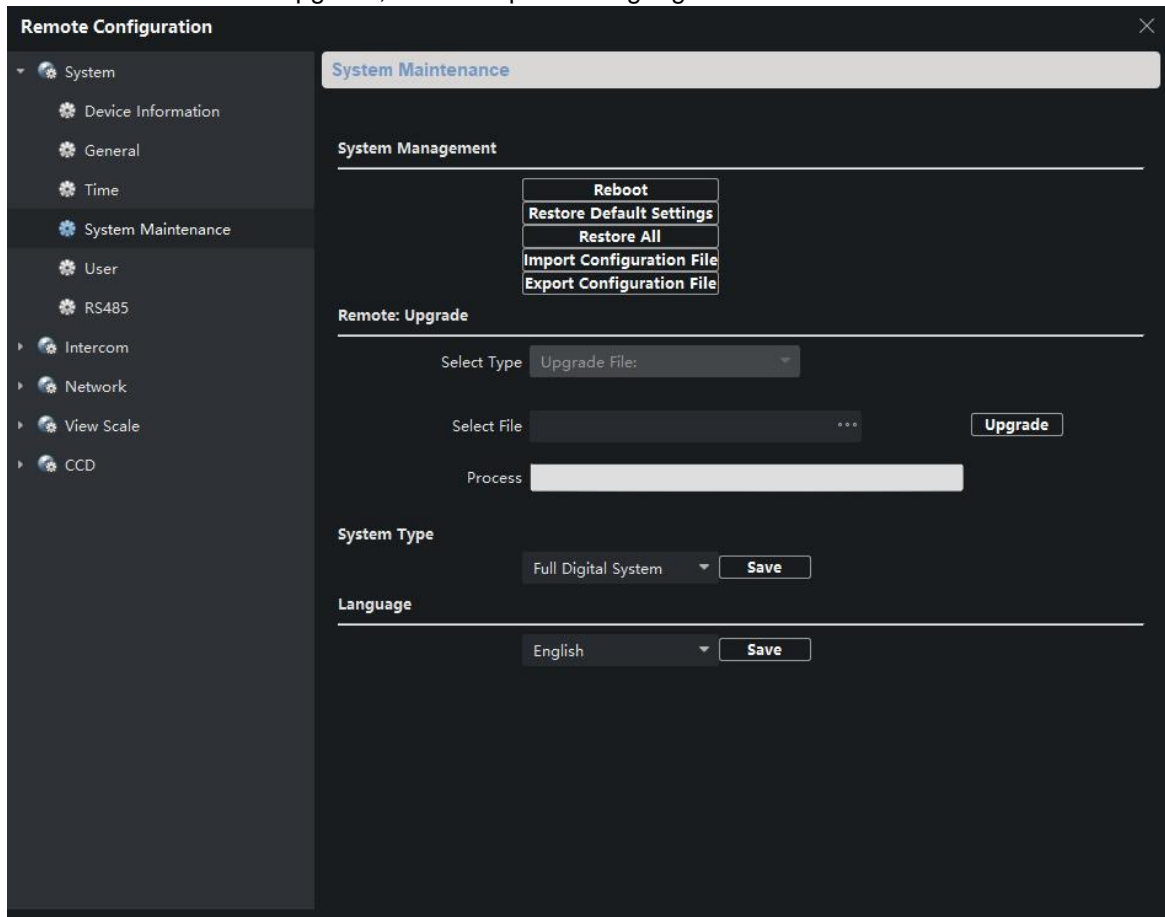 Remote Configuration
System
Device Information
General
Time
System Maintenance
User
RS485
Intercom
Network
View Scale
CCD
System Maintenance
System Management
Reboot
Restore Default Settings
Restore All
Import Configuration File
Export Configuration File
Remote: Upgrade
Select Type Upgrade File:
Select File ... Upgrade
Process
System Type
Full Digital System Save
Language
English Save